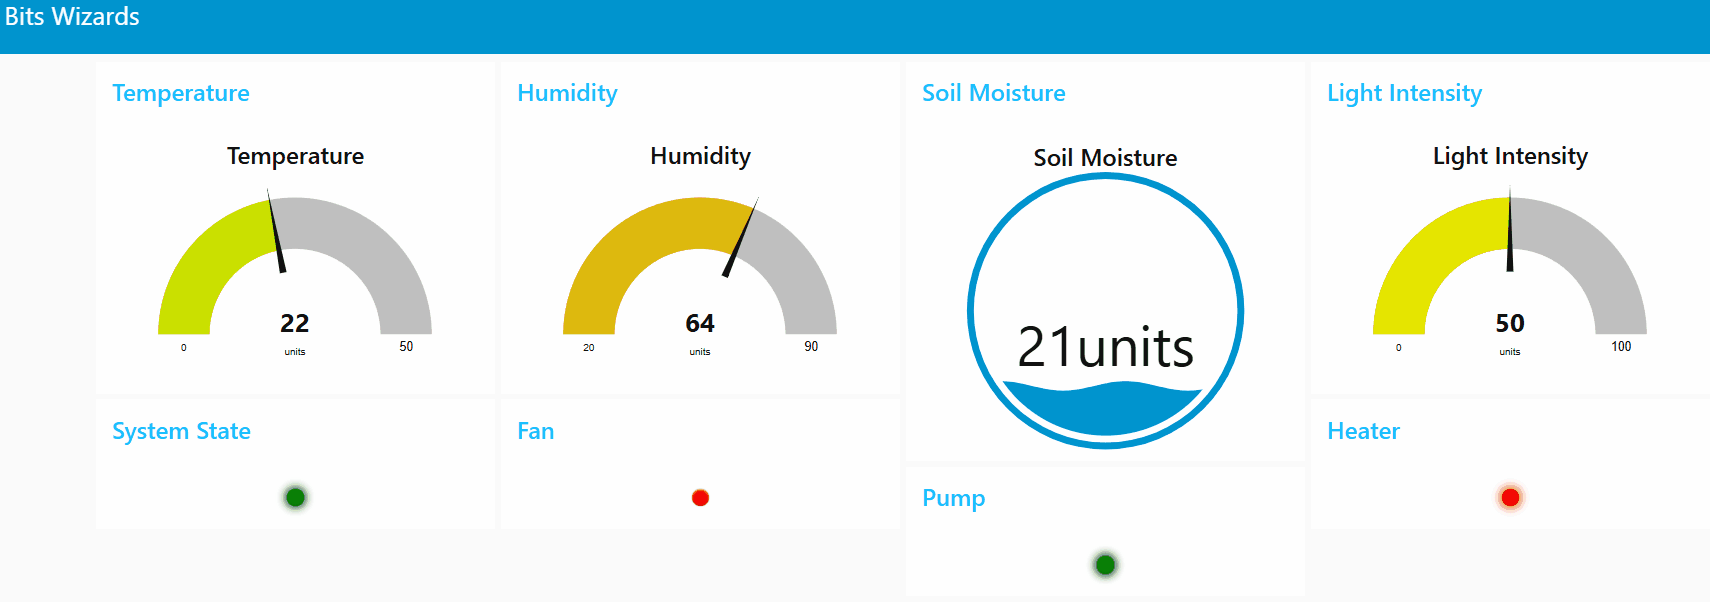 Bits Wizards
Temperature
Temperature
22
units
0
50
Humidity
Humidity
64
units
20
90
Soil Moisture
Soil Moisture
21units
Light Intensity
Light Intensity
50
units
0
100
System State
Fan
Pump
Heater